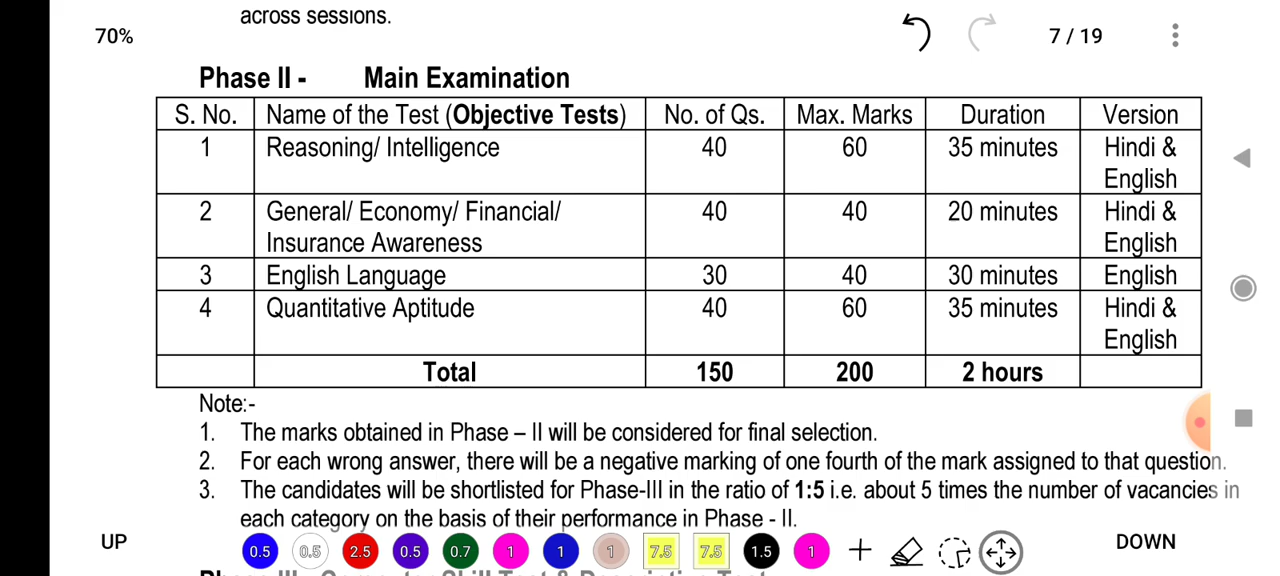 across sessions.
70%
7 / 19
Phase II - Main Examination
S. No. Name of the Test (Objective Tests) No. of Qs. Max. Marks Duration Version
1 Reasoning/ Intelligence 40 60 35 minutes Hindi &
English
2 General/ Economy/ Financial/ 40 40 20 minutes Hindi &
Insurance Awareness English
3 English Language 30 40 30 minutes English
4 Quantitative Aptitude 40 60 35 minutes Hindi &
English
Total 150 200 2 hours
Note:-
1. The marks obtained in Phase – II will be considered for final selection.
2. For each wrong answer, there will be a negative marking of one fourth of the mark assigned to that question.
3. The candidates will be shortlisted for Phase-III in the ratio of 1:5 i.e. about 5 times the number of vacancies in
each category on the basis of their performance in Phase - II.
UP 0.5 0.5 2.5 0.5 0.7 1 1 1 7.5 7.5 1.5 1 DOWN
Phase III - Computer Skill Test & Descriptive Test